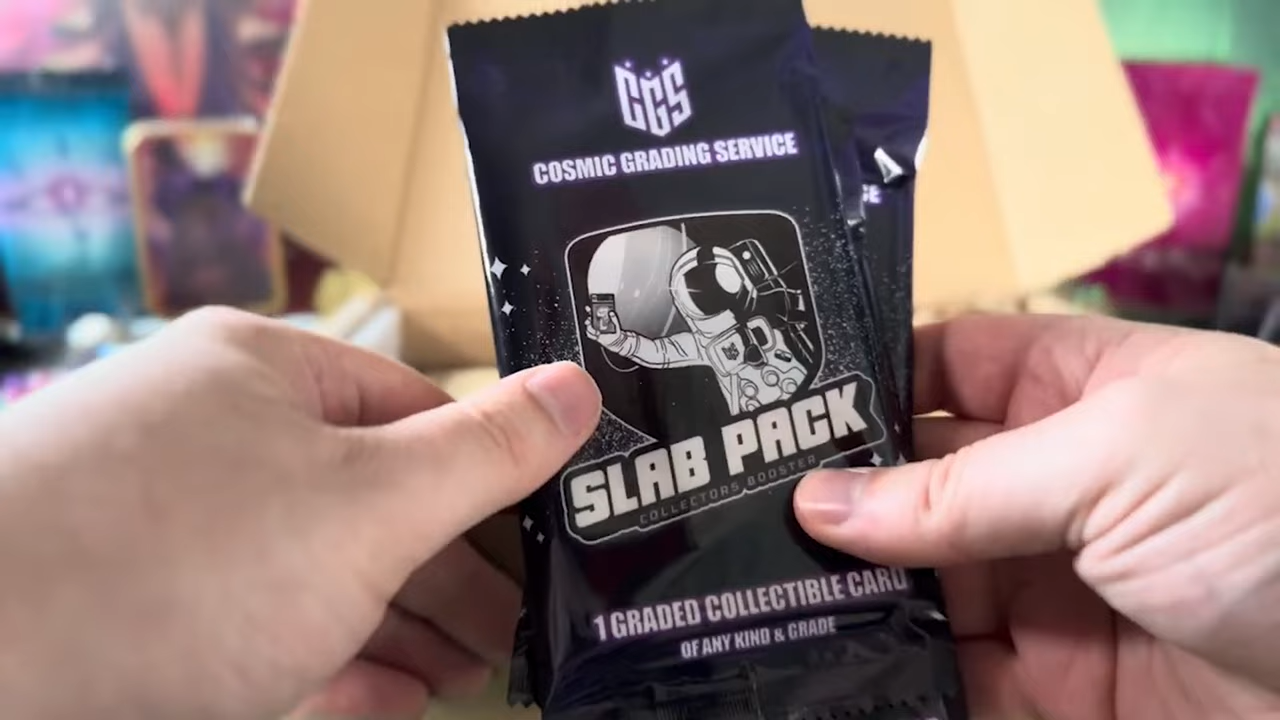 CGS
COSMIC GRADING SERVICE
SLAB PACK
COLLECTORS BOOSTER
1 GRADED COLLECTIBLE CARD
OF ANY KIND & GRADE